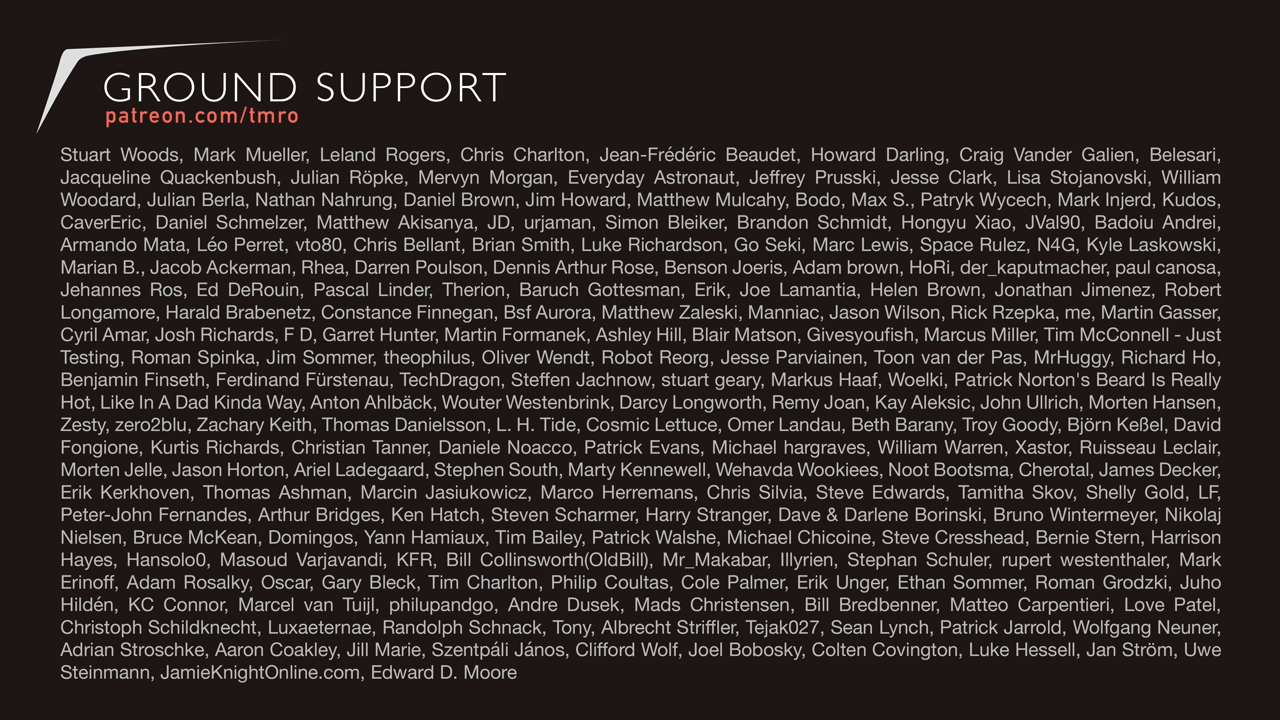 GROUND SUPPORT
patreon.com/tmro
Stuart Woods, Mark Mueller, Leland Rogers, Chris Charlton, Jean-Frédéric Beaudet, Howard Darling, Craig Vander Galien, Belesari,
Jacqueline Quackenbush, Julian Röpke, Mervyn Morgan, Everyday Astronaut, Jeffrey Prusski, Jesse Clark, Lisa Stojanovski, William
Woodard, Julian Berla, Nathan Nahrung, Daniel Brown, Jim Howard, Matthew Mulcahy, Bodo, Max S., Patryk Wycech, Mark Injerd, Kudos,
CaverEric, Daniel Schmelzer, Matthew Akisanya, JD, urjaman, Simon Bleiker, Brandon Schmidt, Hongyu Xiao, JVal90, Badoiu Andrei,
Armando Mata, Léo Perret, vto80, Chris Bellant, Brian Smith, Luke Richardson, Go Seki, Marc Lewis, Space Rulez, N4G, Kyle Laskowski,
Marian B., Jacob Ackerman, Rhea, Darren Poulson, Dennis Arthur Rose, Benson Joeris, Adam brown, HoRi, der_kaputmacher, paul canosa,
Jehannes Ros, Ed DeRouin, Pascal Linder, Therion, Baruch Gottesman, Erik, Joe Lamantia, Helen Brown, Jonathan Jimenez, Robert
Longamore, Harald Brabenetz, Constance Finnegan, Bsf Aurora, Matthew Zaleski, Manniac, Jason Wilson, Rick Rzepka, me, Martin Gasser,
Cyril Amar, Josh Richards, F D, Garret Hunter, Martin Formanek, Ashley Hill, Blair Matson, Givesyoufish, Marcus Miller, Tim McConnell - Just
Testing, Roman Spinka, Jim Sommer, theophilus, Oliver Wendt, Robot Reorg, Jesse Parviainen, Toon van der Pas, MrHuggy, Richard Ho,
Benjamin Finseth, Ferdinand Fürstenau, TechDragon, Steffen Jachnow, stuart geary, Markus Haaf, Woelki, Patrick Norton's Beard Is Really
Hot, Like In A Dad Kinda Way, Anton Ahlbäck, Wouter Westenbrink, Darcy Longworth, Remy Joan, Kay Aleksic, John Ullrich, Morten Hansen,
Zesty, zero2blu, Zachary Keith, Thomas Danielsson, L. H. Tide, Cosmic Lettuce, Omer Landau, Beth Barany, Troy Goody, Björn Keßel, David
Fongione, Kurtis Richards, Christian Tanner, Daniele Noacco, Patrick Evans, Michael hargraves, William Warren, Xastor, Ruisseau Leclair,
Morten Jelle, Jason Horton, Ariel Ladegaard, Stephen South, Marty Kennewell, Wehavda Wookiees, Noot Bootsma, Cherotal, James Decker,
Erik Kerkhoven, Thomas Ashman, Marcin Jasiukowicz, Marco Herremans, Chris Silvia, Steve Edwards, Tamitha Skov, Shelly Gold, LF,
Peter-John Fernandes, Arthur Bridges, Ken Hatch, Steven Scharmer, Harry Stranger, Dave & Darlene Borinski, Bruno Wintermeyer, Nikolaj
Nielsen, Bruce McKean, Domingos, Yann Hamiaux, Tim Bailey, Patrick Walshe, Michael Chicoine, Steve Cresshead, Bernie Stern, Harrison
Hayes, Hansolo0, Masoud Varjavandi, KFR, Bill Collinsworth(OldBill), Mr_Makabar, Illyrien, Stephan Schuler, rupert westenthaler, Mark
Erinoff, Adam Rosalky, Oscar, Gary Bleck, Tim Charlton, Philip Coultas, Cole Palmer, Erik Unger, Ethan Sommer, Roman Grodzki, Juho
Hildén, KC Connor, Marcel van Tuijl, philupandgo, Andre Dusek, Mads Christensen, Bill Bredbenner, Matteo Carpentieri, Love Patel,
Christoph Schildknecht, Luxaeternae, Randolph Schnack, Tony, Albrecht Striffler, Tejak027, Sean Lynch, Patrick Jarrold, Wolfgang Neuner,
Adrian Stroschke, Aaron Coakley, Jill Marie, Szentpáli János, Clifford Wolf, Joel Bobosky, Colten Covington, Luke Hessell, Jan Ström, Uwe
Steinmann, JamieKnightOnline.com, Edward D. Moore